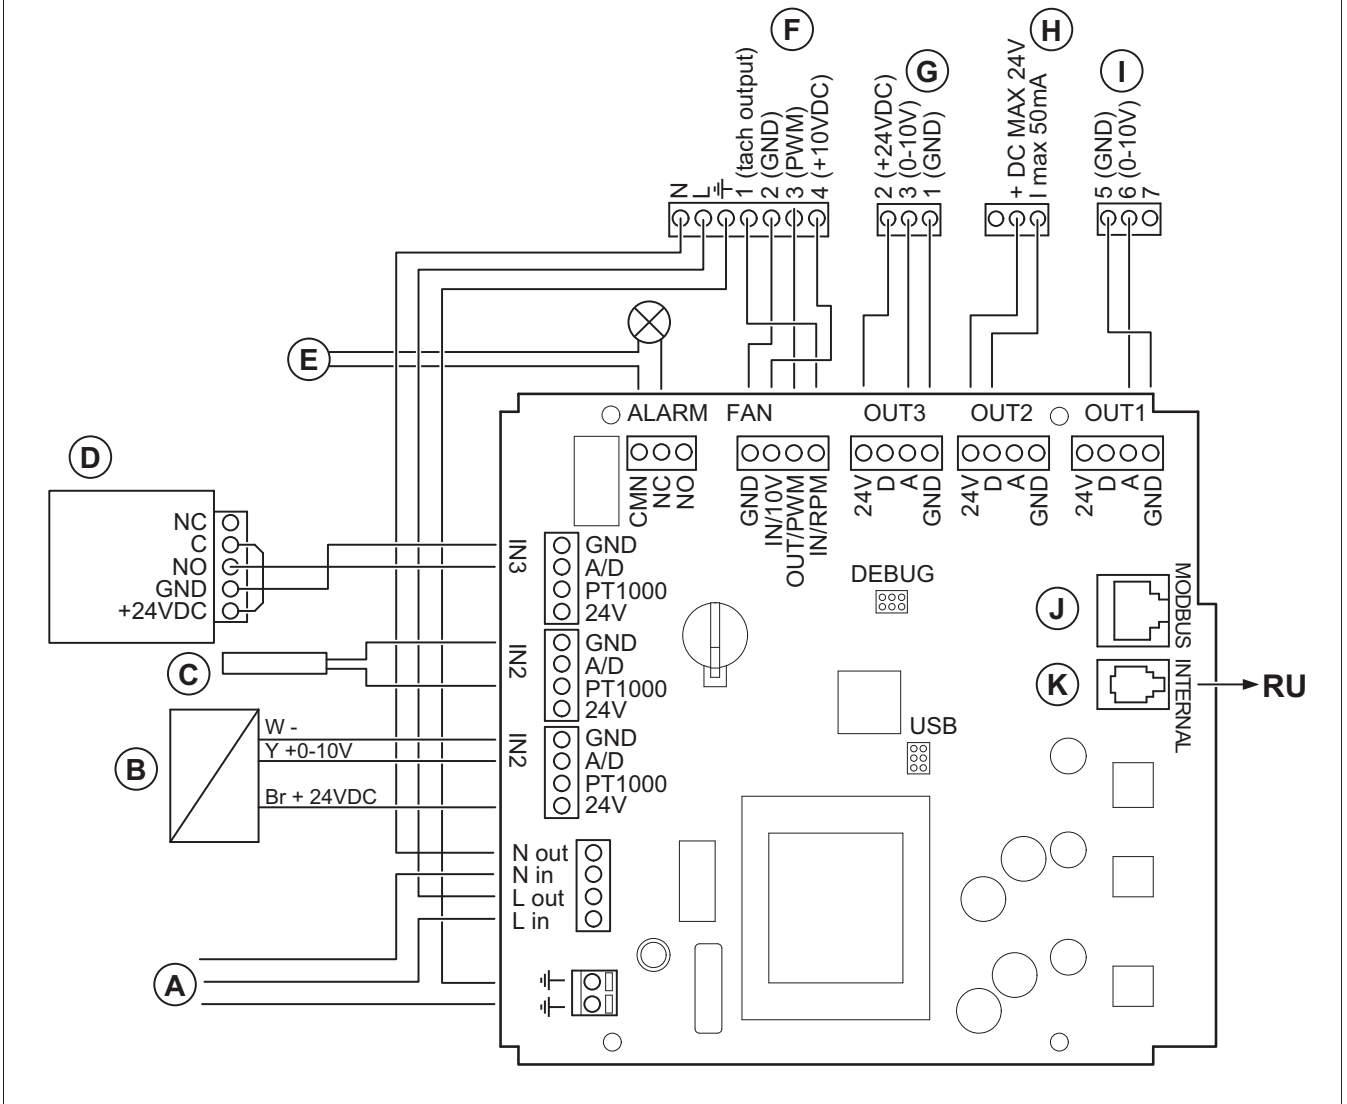 F
H
G
I
N
L
1 (tach output)
2 (GND)
3 (PWM)
4 (+10VDC)
2 (+24VDC)
3 (0-10V)
1 (GND)
+ DC MAX 24V
I max 50mA
5 (GND)
6 (0-10V)
7
E
ALARM
FAN
OUT3
OUT2
OUT1
CMN
NC
NO
GND
IN/10V
OUT/PWM
IN/RPM
24V
D
A
GND
24V
D
A
GND
24V
D
A
GND
D
NC
C
NO
GND
+24VDC
IN3
GND
A/D
PT1000
24V
DEBUG
J
MODBUS
C
IN2
GND
A/D
PT1000
24V
K
INTERNAL
RU
USB
B
W -
Y +0-10V
Br + 24VDC
IN2
GND
A/D
PT1000
24V
N out
N in
L out
L in
A